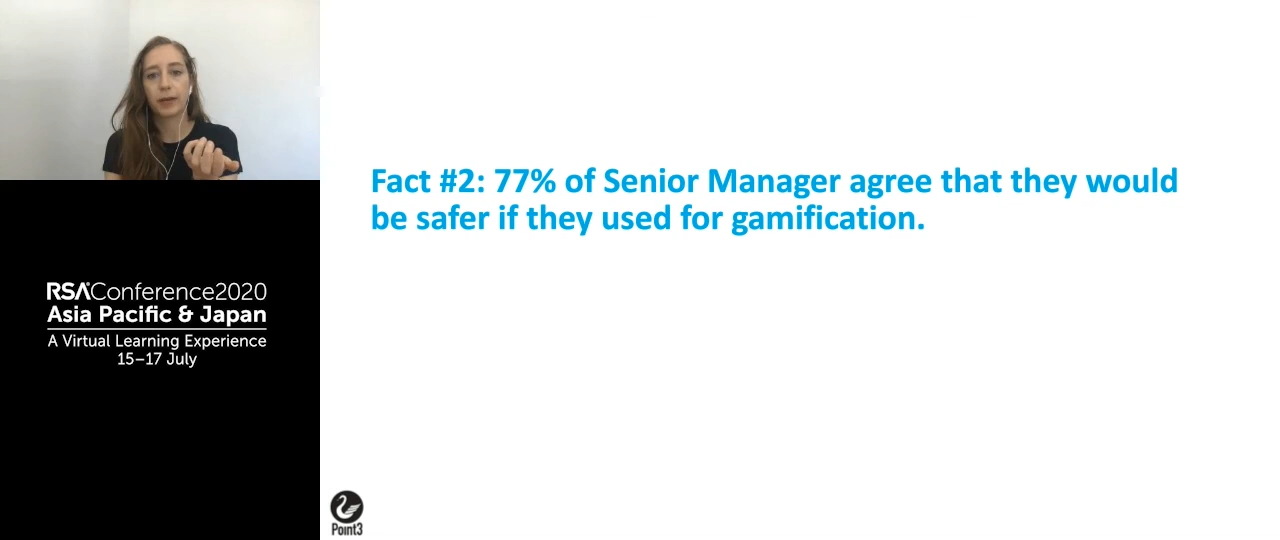 Fact #2: 77% of Senior Manager agree that they would
be safer if they used for gamification.
RSAConference2020
Asia Pacific & Japan
A Virtual Learning Experience
15–17 July
Point3